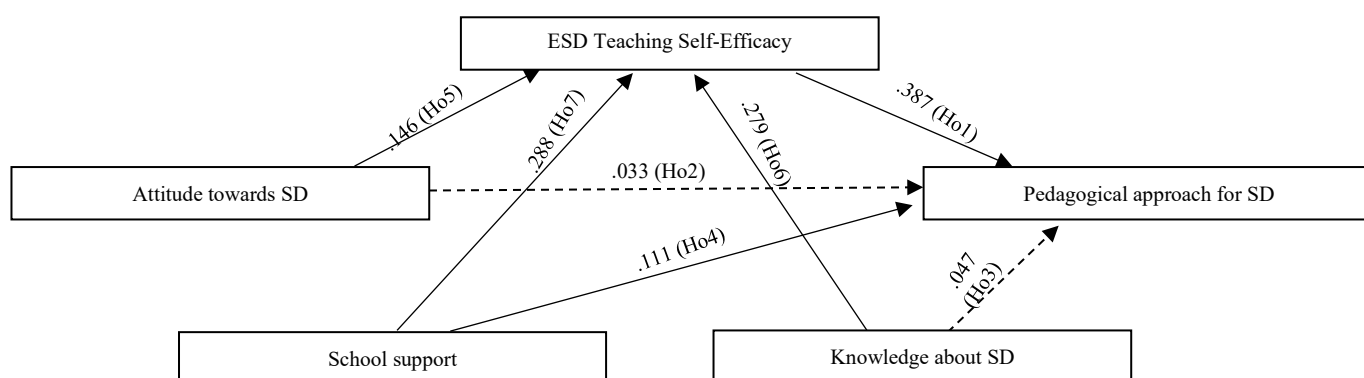 ESD Teaching Self-Efficacy
.146 (Ho5)
.288 (Ho7)
.279 (Ho6)
.387 (Ho1)
Attitude towards SD
.033 (Ho2)
Pedagogical approach for SD
.111 (Ho4)
.047
(Ho3)
School support
Knowledge about SD